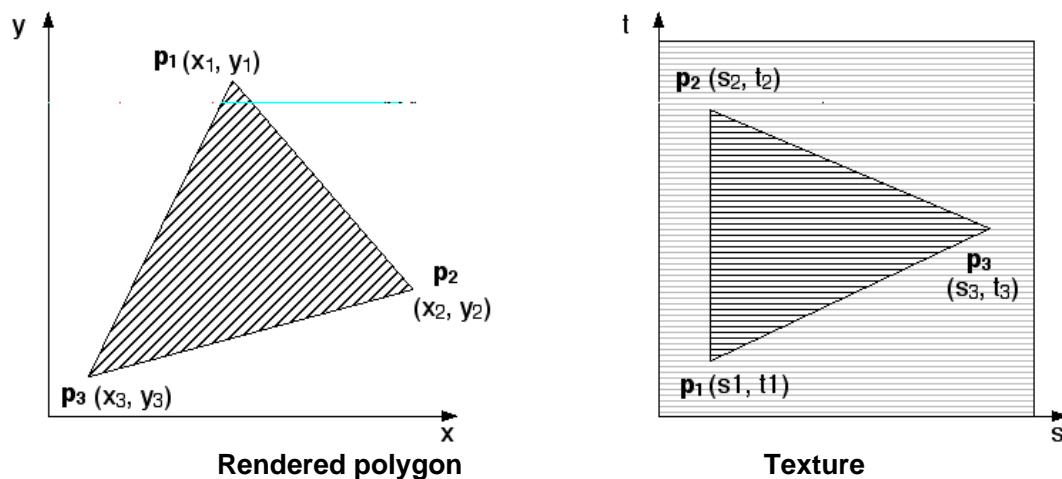 y
p1 (x1, y1)
p2
(x2, y2)
p3 (x3, y3)
x
Rendered polygon
t
p2 (s2, t2)
p3
(s3, t3)
p1 (s1, t1)
s
Texture